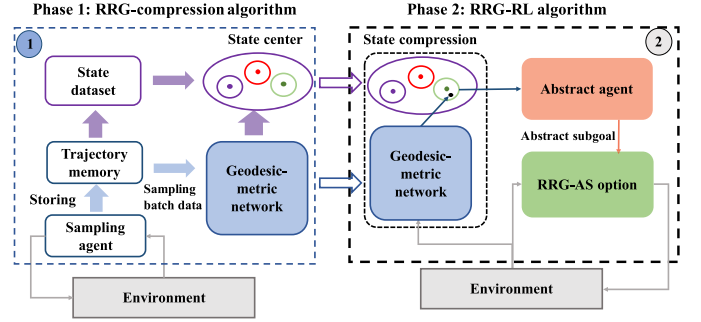 Phase 1: RRG-compression algorithm
1
State center
State
dataset
Trajectory
memory
Storing
Sampling
batch data
Geodesic-
metric
network
Sampling
agent
Environment
Phase 2: RRG-RL algorithm
2
State compression
Abstract agent
Abstract subgoal
Geodesic-
metric
network
RRG-AS option
Environment